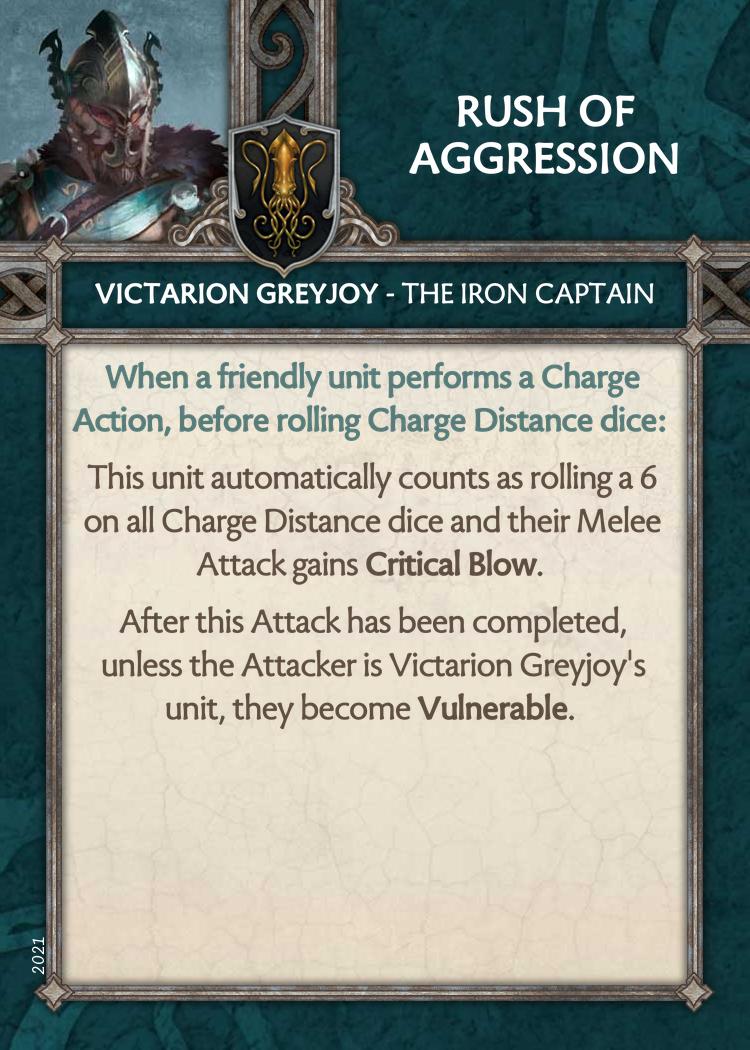 RUSH OF
AGGRESSION
VICTARION GREYJOY - THE IRON CAPTAIN
When a friendly unit performs a Charge
Action, before rolling Charge Distance dice:
This unit automatically counts as rolling a 6
on all Charge Distance dice and their Melee
Attack gains Critical Blow.
After this Attack has been completed,
unless the Attacker is Victarion Greyjoy's
unit, they become Vulnerable.
2021